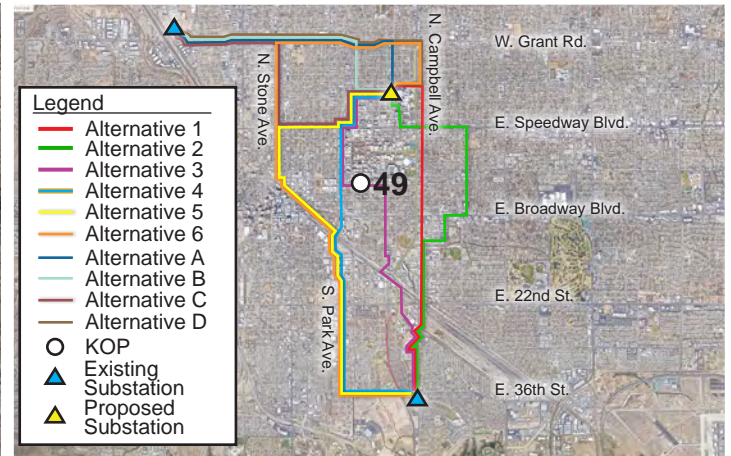 W. Grant Rd.
N. Campbell Ave.
N. Stone Ave.
E. Speedway Blvd.
49
E. Broadway Blvd.
E. 22nd St.
S. Park Ave.
E. 36th St.
Legend
Alternative 1
Alternative 2
Alternative 3
Alternative 4
Alternative 5
Alternative 6
Alternative A
Alternative B
Alternative C
Alternative D
KOP
Existing
Substation
Proposed
Substation